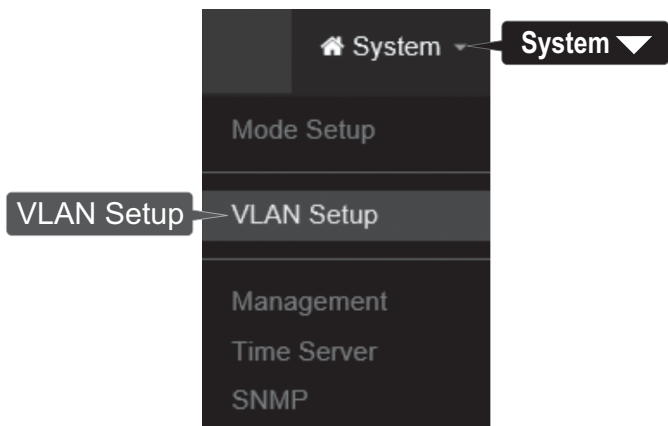 System
System
Mode Setup
VLAN Setup
VLAN Setup
Management
Time Server
SNMP